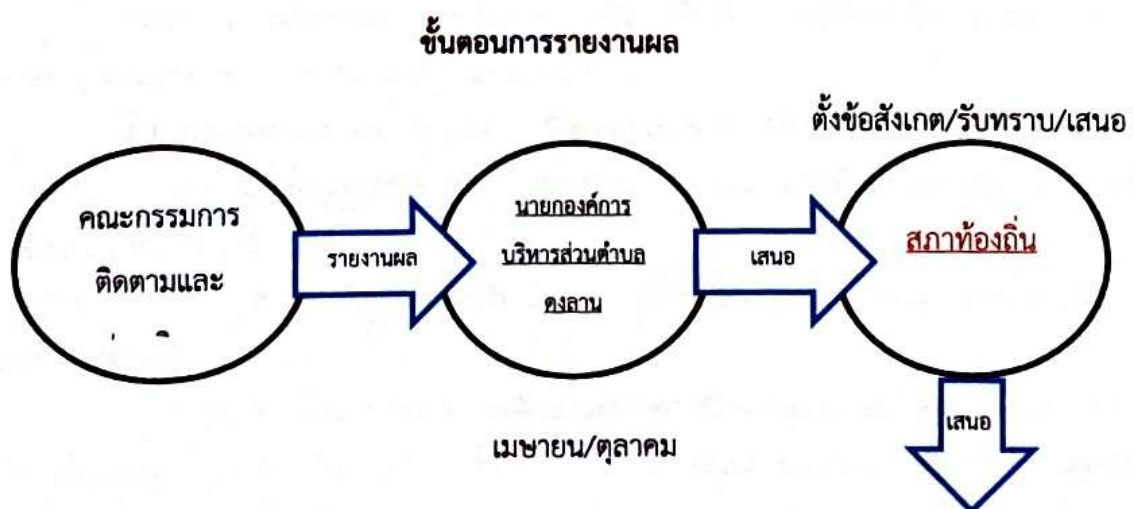 ขั้นตอนการรายงานผล
ตั้งข้อสังเกต/รับทราบ/เสนอ
คณะกรรมการ
ติดตามและ
รายงานผล
นายกองค์การ
บริหารส่วนตำบล
ดงลาน
เสนอ
สภาท้องถิ่น
เมษายน/ตุลาคม
เสนอ